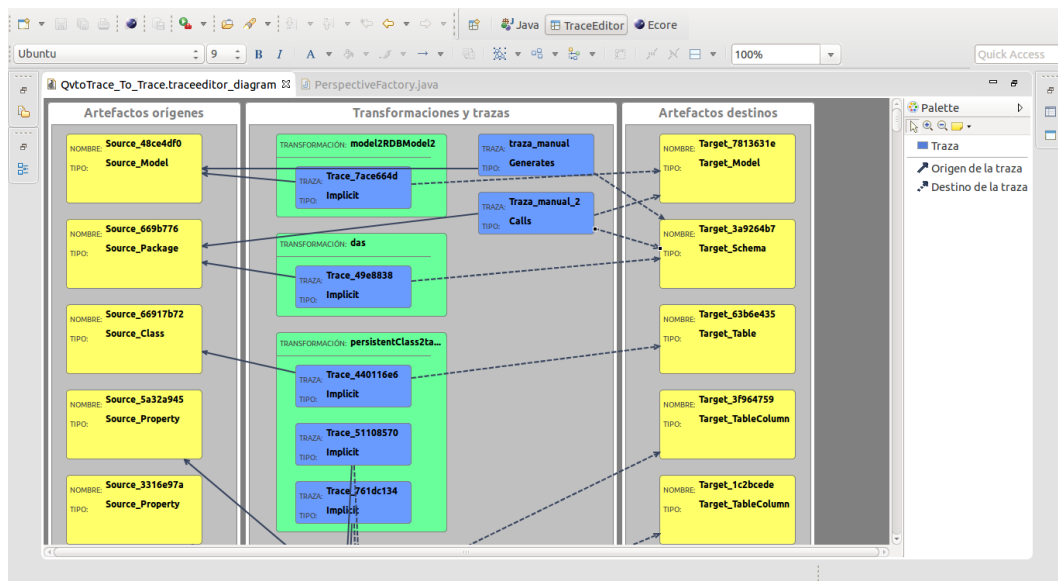 Java TraceEditor Ecore
Ubuntu 9 B I A 100% Quick Access
QvtoTrace_To_Trace.traceeditor_diagram PerspectiveFactory.java
Artefactos orígenes
NOMBRE: Source_48ce4df0
TIPO: Source_Model
NOMBRE: Source_669b776
TIPO: Source_Package
NOMBRE: Source_66917b72
TIPO: Source_Class
NOMBRE: Source_5a32a945
TIPO: Source_Property
NOMBRE: Source_3316e97a
TIPO: Source_Property
Transformaciones y trazas
TRANSFORMACIÓN: model2RDBModel2
TRAZA: Trace_7ace664d
TIPO: Implicit
TRAZA: traza_manual
TIPO: Generates
TRAZA: Traza_manual_2
TIPO: Calls
TRANSFORMACIÓN: das
TRAZA: Trace_49e8838
TIPO: Implicit
TRANSFORMACIÓN: persistentClass2ta...
TRAZA: Trace_440116e6
TIPO: Implicit
TRAZA: Trace_51108570
TIPO: Implicit
TRAZA: Trace_761dc134
TIPO: Implicit
Artefactos destinos
NOMBRE: Target_7813631e
TIPO: Target_Model
NOMBRE: Target_3a9264b7
TIPO: Target_Schema
NOMBRE: Target_63b6e435
TIPO: Target_Table
NOMBRE: Target_3f964759
TIPO: Target_TableColumn
NOMBRE: Target_1c2bcede
TIPO: Target_TableColumn
Palette
Traza
Origen de la traza
Destino de la traza